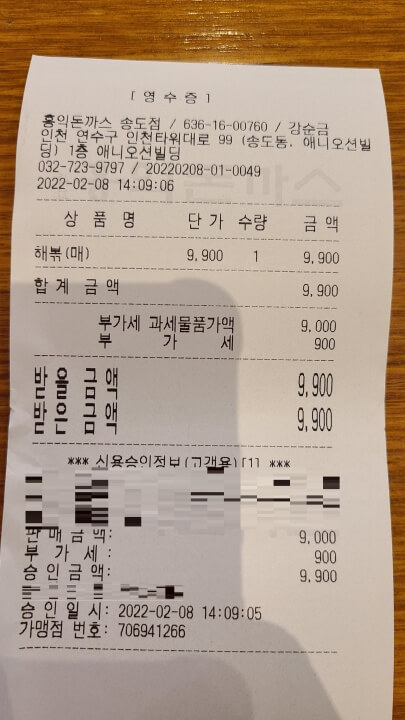 [ 영 수 증 ]
홍익돈까스 송도점 / 636-16-00760 / 강순금
인천 연수구 인천타워대로 99 (송도동, 애니오션빌
딩) 1층 애니오션빌딩
032-723-9797 / 20220208-01-0049
2022-02-08 14:09:06
상 품 명 단 가 수량 금 액
해볶(매) 9,900 1 9,900
합 계 금 액 9,900
부가세 과세물품가액 9,000
부 가 세 900
받을 금액 9,900
받은 금액 9,900
*** 신용승인정보(고객용)[1] ***
판 매 금 액: 9,000
부 가 세 : 900
승 인 금 액: 9,900
승 인 일 시: 2022-02-08 14:09:05
가맹점 번호: 706941266